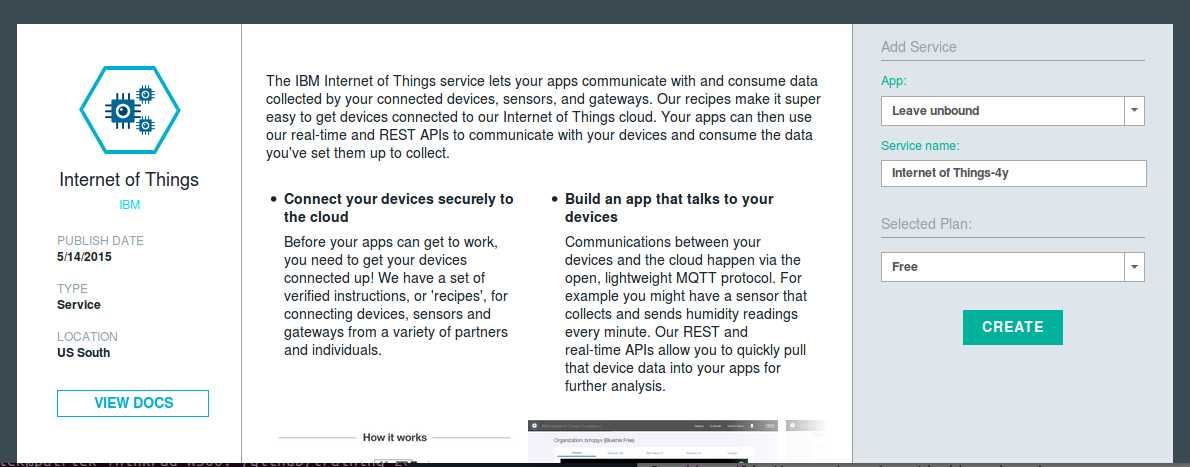 Internet of Things
IBM
PUBLISH DATE
5/14/2015
TYPE
Service
LOCATION
US South
VIEW DOCS
The IBM Internet of Things service lets your apps communicate with and consume data
collected by your connected devices, sensors, and gateways. Our recipes make it super
easy to get devices connected to our Internet of Things cloud. Your apps can then use
our real-time and REST APIs to communicate with your devices and consume the data
you've set them up to collect.
• Connect your devices securely to
the cloud
Before your apps can get to work,
you need to get your devices
connected up! We have a set of
verified instructions, or 'recipes', for
connecting devices, sensors and
gateways from a variety of partners
and individuals.
• Build an app that talks to your
devices
Communications between your
devices and the cloud happen via the
open, lightweight MQTT protocol. For
example you might have a sensor that
collects and sends humidity readings
every minute. Our REST and
real-time APIs allow you to quickly pull
that device data into your apps for
further analysis.
How it works
Organization: bmqgyv (Bluemix Free)
Add Service
App:
Leave unbound
Service name:
Internet of Things-4y
Selected Plan:
Free
CREATE